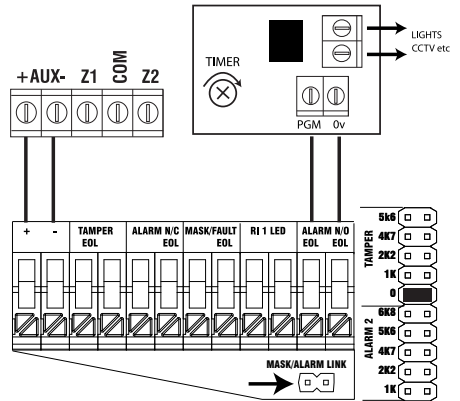 LIGHTS
CCTV etc
TIMER
PGM 0v
+AUX- Z1 COM Z2
+ - TAMPER EOL ALARM N/C EOL MASK/FAULT EOL RJ 1 LED ALARM N/O EOL EOL
TAMPER
5k6
4K7
2K2
1K
0
ALARM 2
6K8
5K6
4K7
2K2
1K
MASK/ALARM LINK